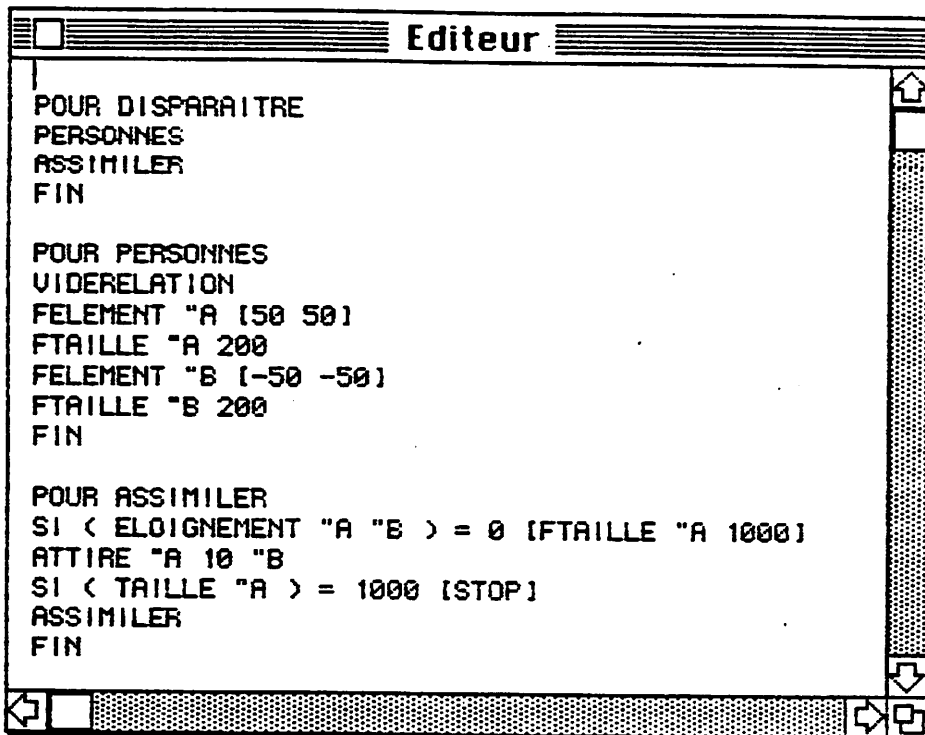 Editeur
POUR DISPARAITRE
PERSONNES
ASSIMILER
FIN
POUR PERSONNES
VIDERELATION
FELEMENT "A [50 50]
FTAILLE "A 200
FELEMENT "B [-50 -50]
FTAILLE "B 200
FIN
POUR ASSIMILER
SI ( ELOIGNEMENT "A "B ) = 0 [FTAILLE "A 1000]
ATTIRE "A 10 "B
SI ( TAILLE "A ) = 1000 [STOP]
ASSIMILER
FIN